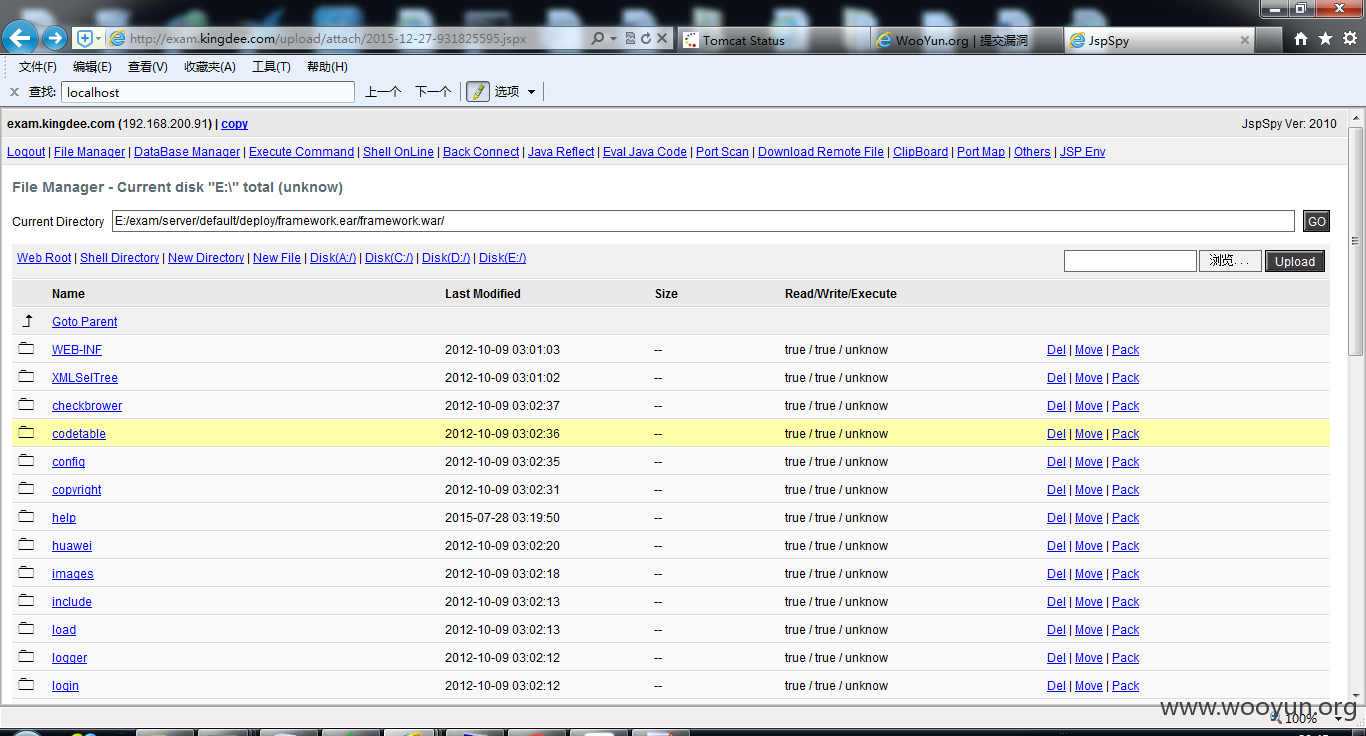 http://exam.kingdee.com/upload/attach/2015-12-27-931825595.jspx
Tomcat Status
WooYun.org | 提交漏洞
JspSpy
文件(F) 编辑(E) 查看(V) 收藏夹(A) 工具(T) 帮助(H)
查找: localhost 上一个 下一个 选项
exam.kingdee.com (192.168.200.91) | copy JspSpy Ver: 2010
Logout | File Manager | DataBase Manager | Execute Command | Shell OnLine | Back Connect | Java Reflect | Eval Java Code | Port Scan | Download Remote File | ClipBoard | Port Map | Others | JSP Env
File Manager - Current disk "E:\" total (unknow)
Current Directory E:/exam/server/default/deploy/framework.ear/framework.war/ GO
Web Root | Shell Directory | New Directory | New File | Disk(A:/) | Disk(C:/) | Disk(D:/) | Disk(E:/) 浏览... Upload
Name Last Modified Size Read/Write/Execute
Goto Parent
WEB-INF 2012-10-09 03:01:03 -- true / true / unknow Del | Move | Pack
XMLSelTree 2012-10-09 03:01:02 -- true / true / unknow Del | Move | Pack
checkbrower 2012-10-09 03:02:37 -- true / true / unknow Del | Move | Pack
codetable 2012-10-09 03:02:36 -- true / true / unknow Del | Move | Pack
config 2012-10-09 03:02:35 -- true / true / unknow Del | Move | Pack
copyright 2012-10-09 03:02:31 -- true / true / unknow Del | Move | Pack
help 2015-07-28 03:19:50 -- true / true / unknow Del | Move | Pack
huawei 2012-10-09 03:02:20 -- true / true / unknow Del | Move | Pack
images 2012-10-09 03:02:18 -- true / true / unknow Del | Move | Pack
include 2012-10-09 03:02:13 -- true / true / unknow Del | Move | Pack
load 2012-10-09 03:02:13 -- true / true / unknow Del | Move | Pack
logger 2012-10-09 03:02:12 -- true / true / unknow Del | Move | Pack
login 2012-10-09 03:02:12 -- true / true / unknow Del | Move | Pack
www.wooyun.org
100%